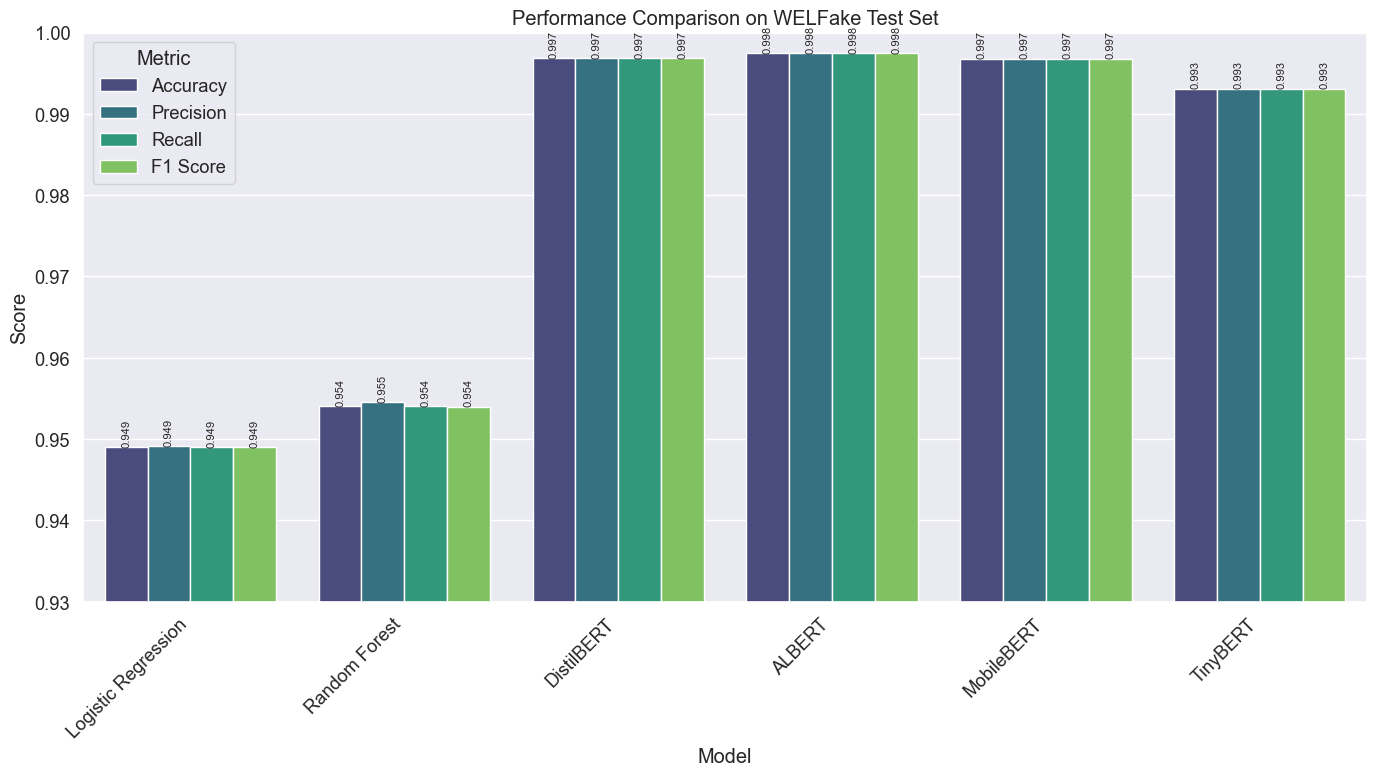 Performance Comparison on WELFake Test Set
Metric
Accuracy
Precision
Recall
F1 Score
Score
1.00
0.99
0.98
0.97
0.96
0.95
0.94
0.93
0.949 0.949 0.949 0.949
0.954 0.955 0.954 0.954
0.997 0.997 0.997 0.997
0.998 0.998 0.998 0.998
0.997 0.997 0.997 0.997
0.993 0.993 0.993 0.993
Logistic Regression
Random Forest
DistilBERT
ALBERT
MobileBERT
TinyBERT
Model